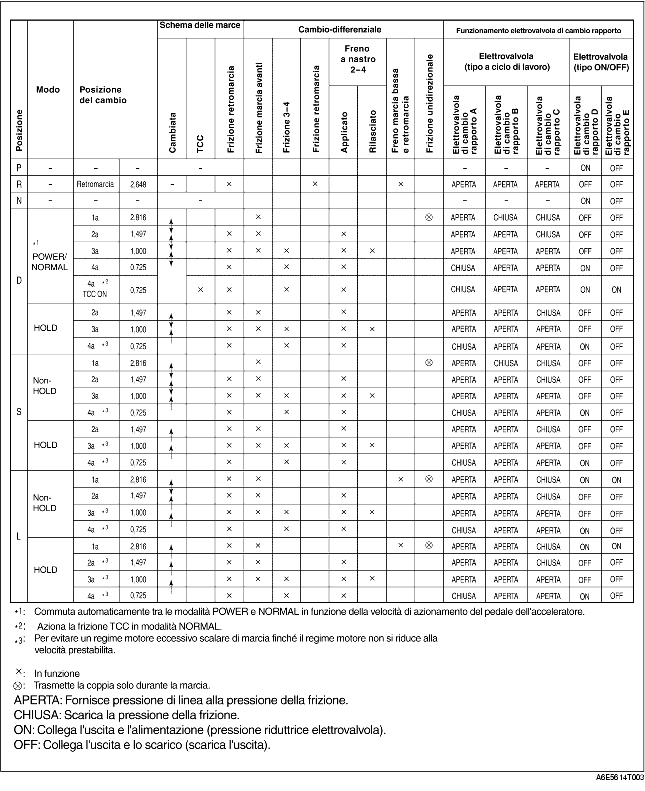 Schema delle marce Cambio-differenziale Funzionamento elettrovalvola di cambio rapporto
Posizione Modo Posizione del cambio Cambiata TCC Frizione retromarcia Frizione marcia avanti Frizione 3–4 Frizione retromarcia Freno a nastro 2–4 Applicato Rilasciato Freno marcia bassa e retromarcia Frizione unidirezionale Elettrovalvola (tipo a ciclo di lavoro) Elettrovalvola di cambio rapporto A Elettrovalvola di cambio rapporto B Elettrovalvola di cambio rapporto C Elettrovalvola (tipo ON/OFF) Elettrovalvola di cambio rapporto D Elettrovalvola di cambio rapporto E
P – – – – – – – ON OFF
R – Retromarcia 2,648 – × × × APERTA APERTA APERTA OFF OFF
N – – – – – – – ON OFF
D *1 POWER/NORMAL 1a 2.816 × ⊗ APERTA CHIUSA CHIUSA OFF OFF
2a 1,497 × × × APERTA APERTA CHIUSA OFF OFF
3a 1,000 × × × × × APERTA APERTA APERTA OFF OFF
4a 0.725 × × × CHIUSA APERTA APERTA ON OFF
4a *2 TCC ON 0,725 × × × × CHIUSA APERTA APERTA ON ON
HOLD 2a 1,497 × × × APERTA APERTA CHIUSA OFF OFF
3a 1.000 × × × × × APERTA APERTA APERTA OFF OFF
4a *3 0,725 × × × CHIUSA APERTA APERTA ON OFF
S Non-HOLD 1a 2.816 × ⊗ APERTA CHIUSA CHIUSA OFF OFF
2a 1,497 × × × APERTA APERTA CHIUSA OFF OFF
3a 1.000 × × × × × APERTA APERTA APERTA OFF OFF
4a *3 0,725 × × × CHIUSA APERTA APERTA ON OFF
HOLD 2a 1,497 × × × APERTA APERTA CHIUSA OFF OFF
3a *3 1.000 × × × × × APERTA APERTA APERTA OFF OFF
4a *3 0,725 × × × CHIUSA APERTA APERTA ON OFF
L Non-HOLD 1a 2,816 × × × ⊗ APERTA APERTA CHIUSA ON ON
2a 1,497 × × × APERTA APERTA CHIUSA OFF OFF
3a *3 1,000 × × × × × APERTA APERTA APERTA OFF OFF
4a *3 0,725 × × × CHIUSA APERTA APERTA ON OFF
HOLD 1a 2,816 × × × ⊗ APERTA APERTA CHIUSA ON ON
2a *3 1,497 × × × APERTA APERTA CHIUSA OFF OFF
3a *3 1.000 × × × × × APERTA APERTA APERTA OFF OFF
4a *3 0,725 × × × CHIUSA APERTA APERTA ON OFF
*1: Commuta automaticamente tra le modalità POWER e NORMAL in funzione della velocità di azionamento del pedale dell'acceleratore.
*2: Aziona la frizione TCC in modalità NORMAL.
*3: Per evitare un regime motore eccessivo scalare di marcia finché il regime motore non si riduce alla
velocità prestabilita.
×: In funzione
⊗: Trasmette la coppia solo durante la marcia.
APERTA: Fornisce pressione di linea alla pressione della frizione.
CHIUSA: Scarica la pressione della frizione.
ON: Collega l'uscita e l'alimentazione (pressione riduttrice elettrovalvola).
OFF: Collega l'uscita e lo scarico (scarica l'uscita).
A6E5614T003